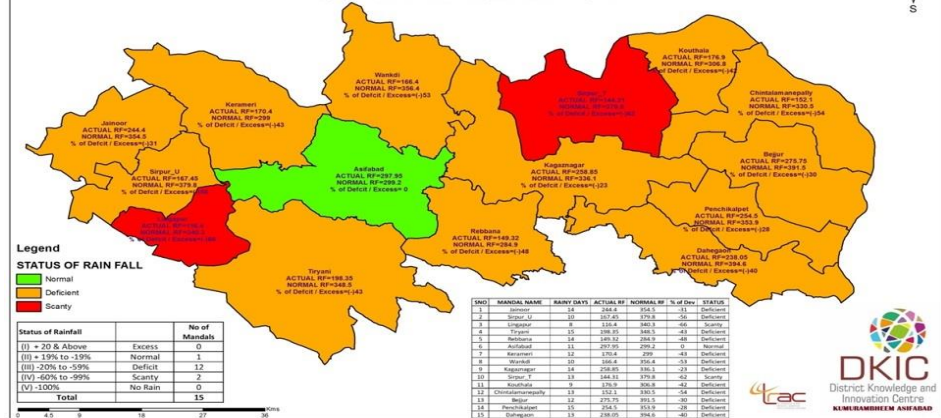 S
Kouthala
ACTUAL RF=176.9
NORMAL RF=306.8
% of Defcit / Excess=(-)42
Wankdi
ACTUAL RF=166.4
NORMAL RF=356.4
% of Defcit / Excess=(-)53
Chintalamanepally
ACTUAL RF=152.1
NORMAL RF=330.5
% of Defcit / Excess=(-)54
Kerameri
ACTUAL RF=170.4
NORMAL RF=299
% of Defcit / Excess=(-)43
Sirpur_T
Jainoor
ACTUAL RF=244.4
NORMAL RF=354.5
% of Defcit / Excess=(-)31
Bejjur
ACTUAL RF=275.75
NORMAL RF=391.5
% of Defcit / Excess=(-)30
Asifabad
ACTUAL RF=297.95
NORMAL RF=299.2
% of Defcit / Excess= 0
Kagaznagar
ACTUAL RF=258.85
NORMAL RF=336.1
% of Defcit / Excess=(-)23
Sirpur_U
ACTUAL RF=167.45
NORMAL RF=379.8
% of Defcit / Excess=
Penchikalpet
ACTUAL RF=254.5
NORMAL RF=353.9
% of Defcit / Excess=(-)28
Rebbana
ACTUAL RF=149.32
NORMAL RF=284.9
% of Defcit / Excess=(-)48
Dahegaon
ACTUAL RF=238.05
NORMAL RF=394.6
% of Defcit / Excess=(-)40
Tiryani
ACTUAL RF=198.35
NORMAL RF=348.5
% of Defcit / Excess=(-)43
Legend
STATUS OF RAIN FALL
Normal
Deficient
Scanty
Status of Rainfall No of Mandals
(I) + 20 & Above Excess 0
(II) + 19% to -19% Normal 1
(III) -20% to -59% Deficit 12
(IV) -60% to -99% Scanty 2
(V) -100% No Rain 0
Total 15
0 4.5 9 18 27 36 Kms
SNO MANDAL NAME RAINY DAYS ACTUAL RF NORMAL RF % of Dev STATUS
1 Jainoor 14 244.4 354.5 -31 Deficient
2 Sirpur_U 10 167.45 379.8 -56 Deficient
3 Lingapur 8 116.4 340.3 -66 Scanty
4 Tiryani 15 198.35 348.5 -43 Deficient
5 Rebbana 14 149.32 284.9 -48 Deficient
6 Asifabad 11 297.95 299.2 0 Normal
7 Kerameri 12 170.4 299 -43 Deficient
8 Wankdi 10 166.4 356.4 -53 Deficient
9 Kagaznagar 14 258.85 336.1 -23 Deficient
10 Sirpur_T 13 144.31 379.8 -62 Scanty
11 Kouthala 9 176.9 306.8 -42 Deficient
12 Chintalamanepally 13 152.1 330.5 -54 Deficient
13 Bejjur 12 275.75 391.5 -30 Deficient
14 Penchikalpet 15 254.5 353.9 -28 Deficient
15 Dahegaon 13 238.05 394.6 -40 Deficient
trac
DKIC
District Knowledge and
Innovation Centre
KUMURAMBHEEM ASIFABAD